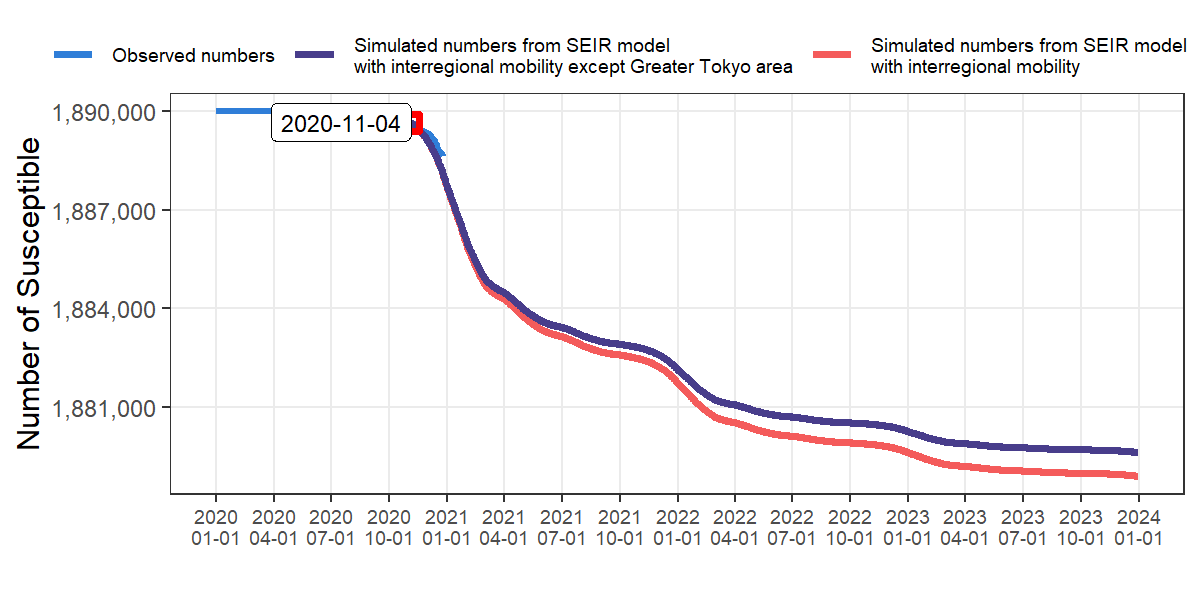 Observed numbers
Simulated numbers from SEIR model
with interregional mobility except Greater Tokyo area
Simulated numbers from SEIR model
with interregional mobility
Number of Susceptible
1,890,000
1,887,000
1,884,000
1,881,000
2020-11-04
2020 2020 2020 2020 2021 2021 2021 2021 2022 2022 2022 2022 2023 2023 2023 2023 2024
01-01 04-01 07-01 10-01 01-01 04-01 07-01 10-01 01-01 04-01 07-01 10-01 01-01 04-01 07-01 10-01 01-01